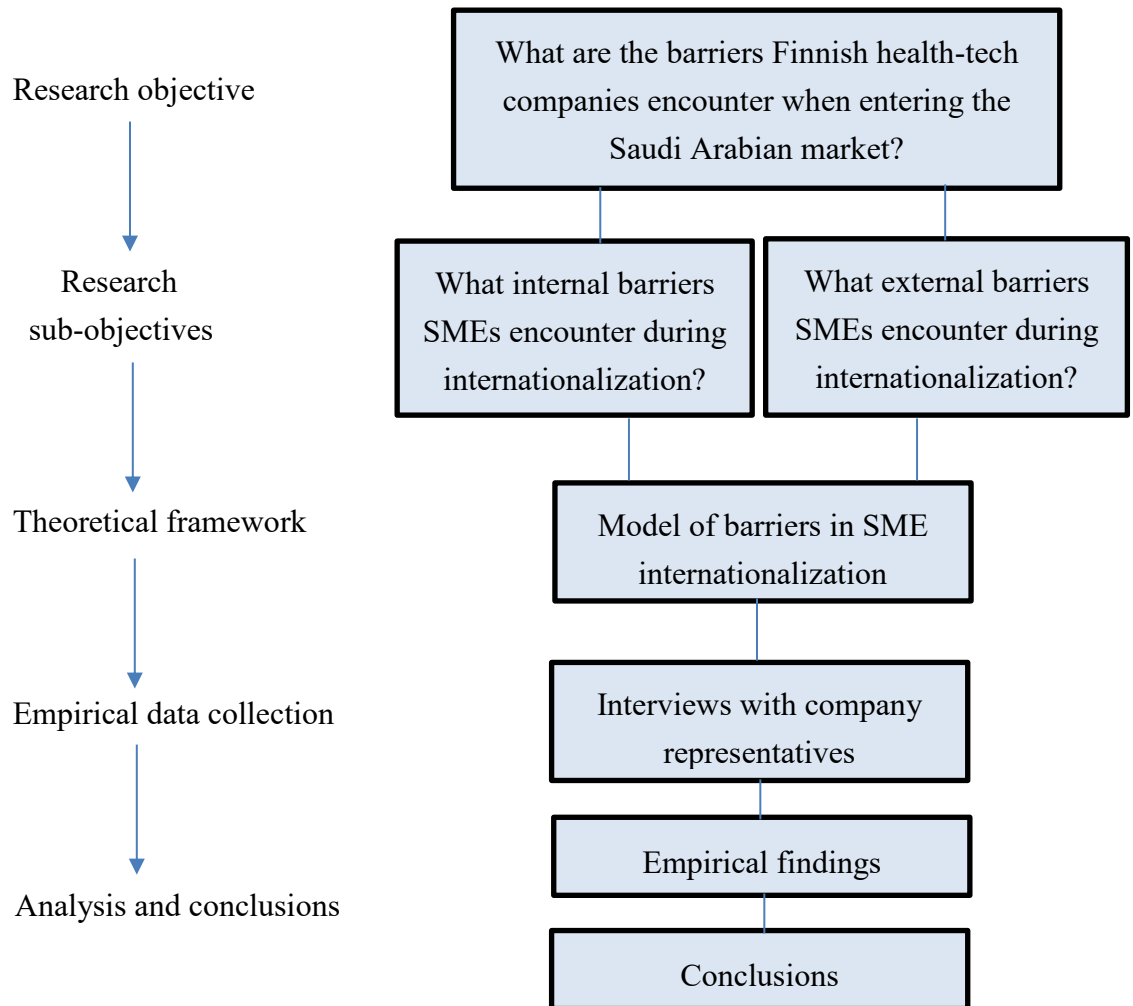 Research objective
What are the barriers Finnish health-tech
companies encounter when entering the
Saudi Arabian market?
Research
sub-objectives
What internal barriers
SMEs encounter during
internationalization?
What external barriers
SMEs encounter during
internationalization?
Theoretical framework
Model of barriers in SME
internationalization
Empirical data collection
Interviews with company
representatives
Analysis and conclusions
Empirical findings
Conclusions